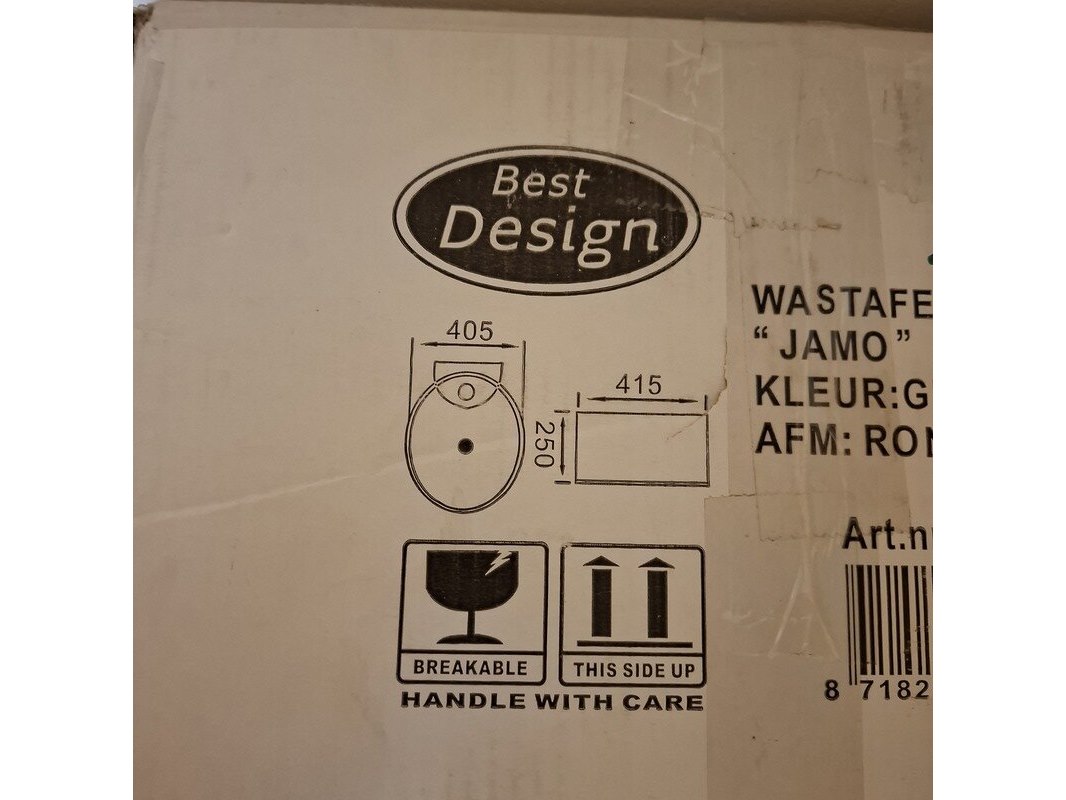 Best
Design
405
415
250
WASTAFE
“JAMO”
KLEUR:G
AFM: RON
Art.n
8 7182
BREAKABLE
THIS SIDE UP
HANDLE WITH CARE